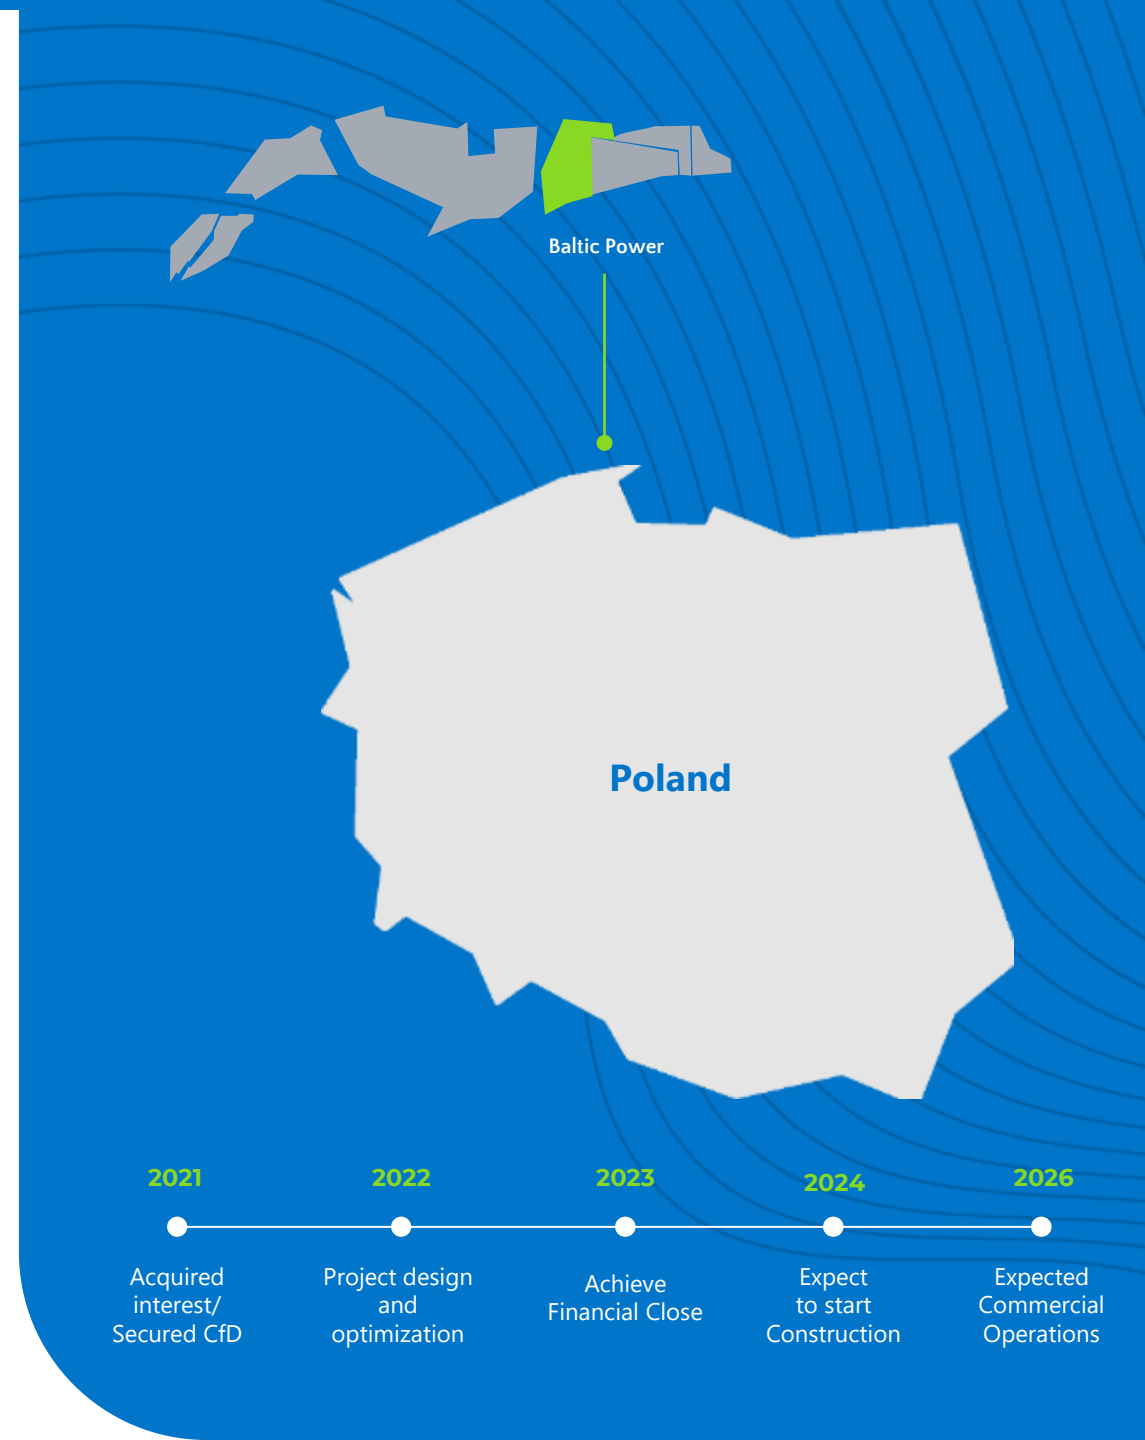 Baltic Power
Poland
2021
2022
2023
2024
2026
Acquired
interest/
Secured CfD
Project design
and
optimization
Achieve
Financial Close
Expect
to start
Construction
Expected
Commercial
Operations